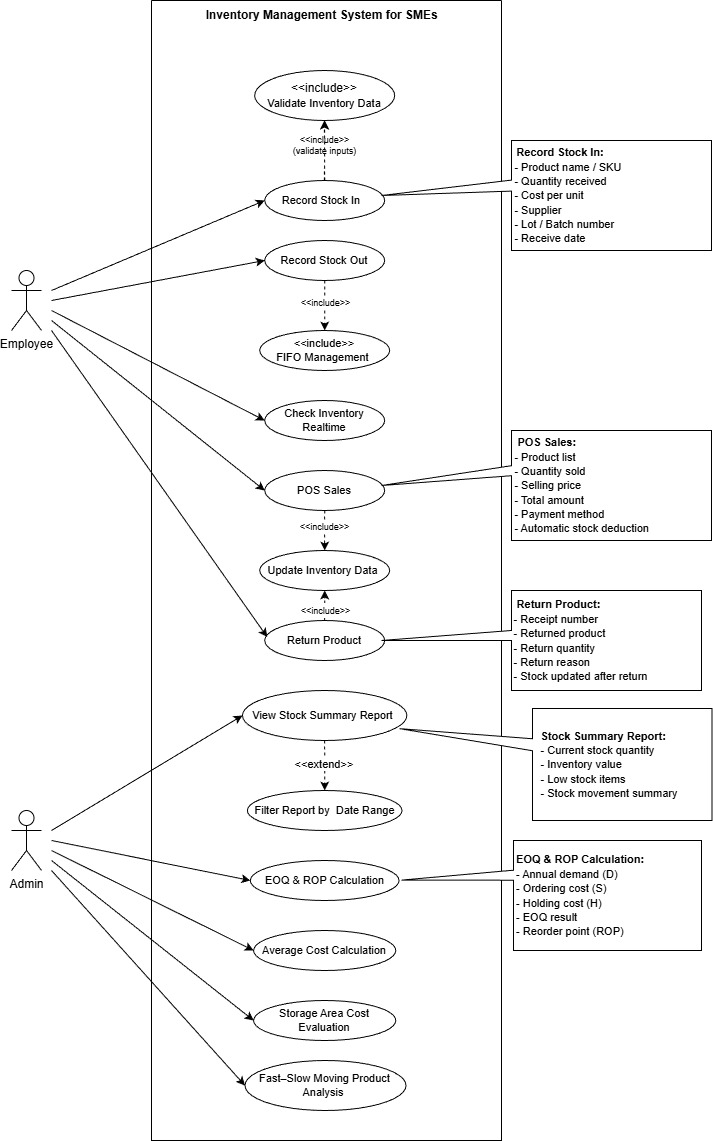 Inventory Management System for SMEs
<<include>>
Validate Inventory Data
<<include>>
(validate inputs)
Record Stock In
Record Stock In:
- Product name / SKU
- Quantity received
- Cost per unit
- Supplier
- Lot / Batch number
- Receive date
Record Stock Out
<<include>>
<<include>>
FIFO Management
Employee
Check Inventory
Realtime
POS Sales
POS Sales:
- Product list
- Quantity sold
- Selling price
- Total amount
- Payment method
- Automatic stock deduction
<<include>>
Update Inventory Data
<<include>>
Return Product
Return Product:
- Receipt number
- Returned product
- Return quantity
- Return reason
- Stock updated after return
View Stock Summary Report
Stock Summary Report:
- Current stock quantity
- Inventory value
- Low stock items
- Stock movement summary
<<extend>>
Filter Report by Date Range
Admin
EOQ & ROP Calculation
EOQ & ROP Calculation:
- Annual demand (D)
- Ordering cost (S)
- Holding cost (H)
- EOQ result
- Reorder point (ROP)
Average Cost Calculation
Storage Area Cost
Evaluation
Fast–Slow Moving Product
Analysis